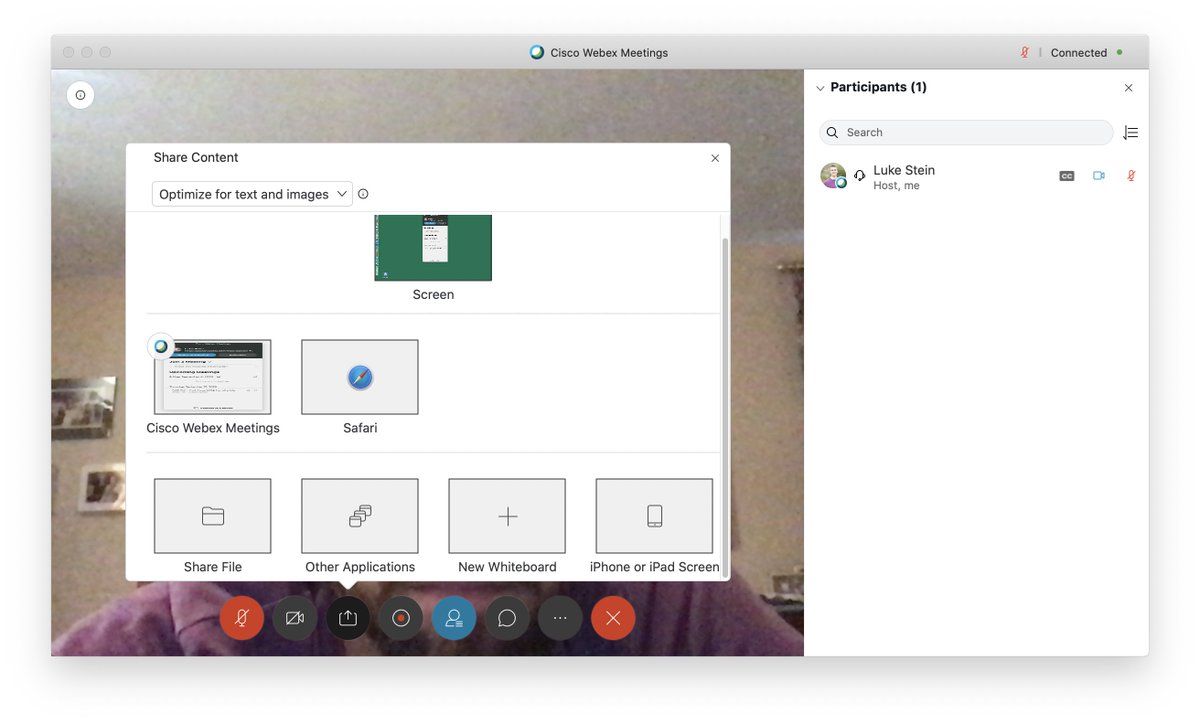 Cisco Webex Meetings
Connected
Participants (1)
Search
Luke Stein
Host, me
CC
Share Content
Optimize for text and images
Screen
Cisco Webex Meetings
Safari
Share File
Other Applications
New Whiteboard
iPhone or iPad Screen